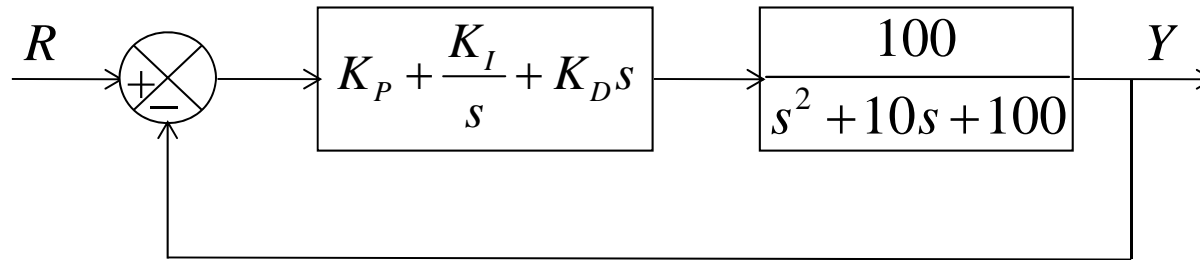 R
+
−
K_P + K_I/s + K_D s
100/(s^2 + 10s + 100)
Y